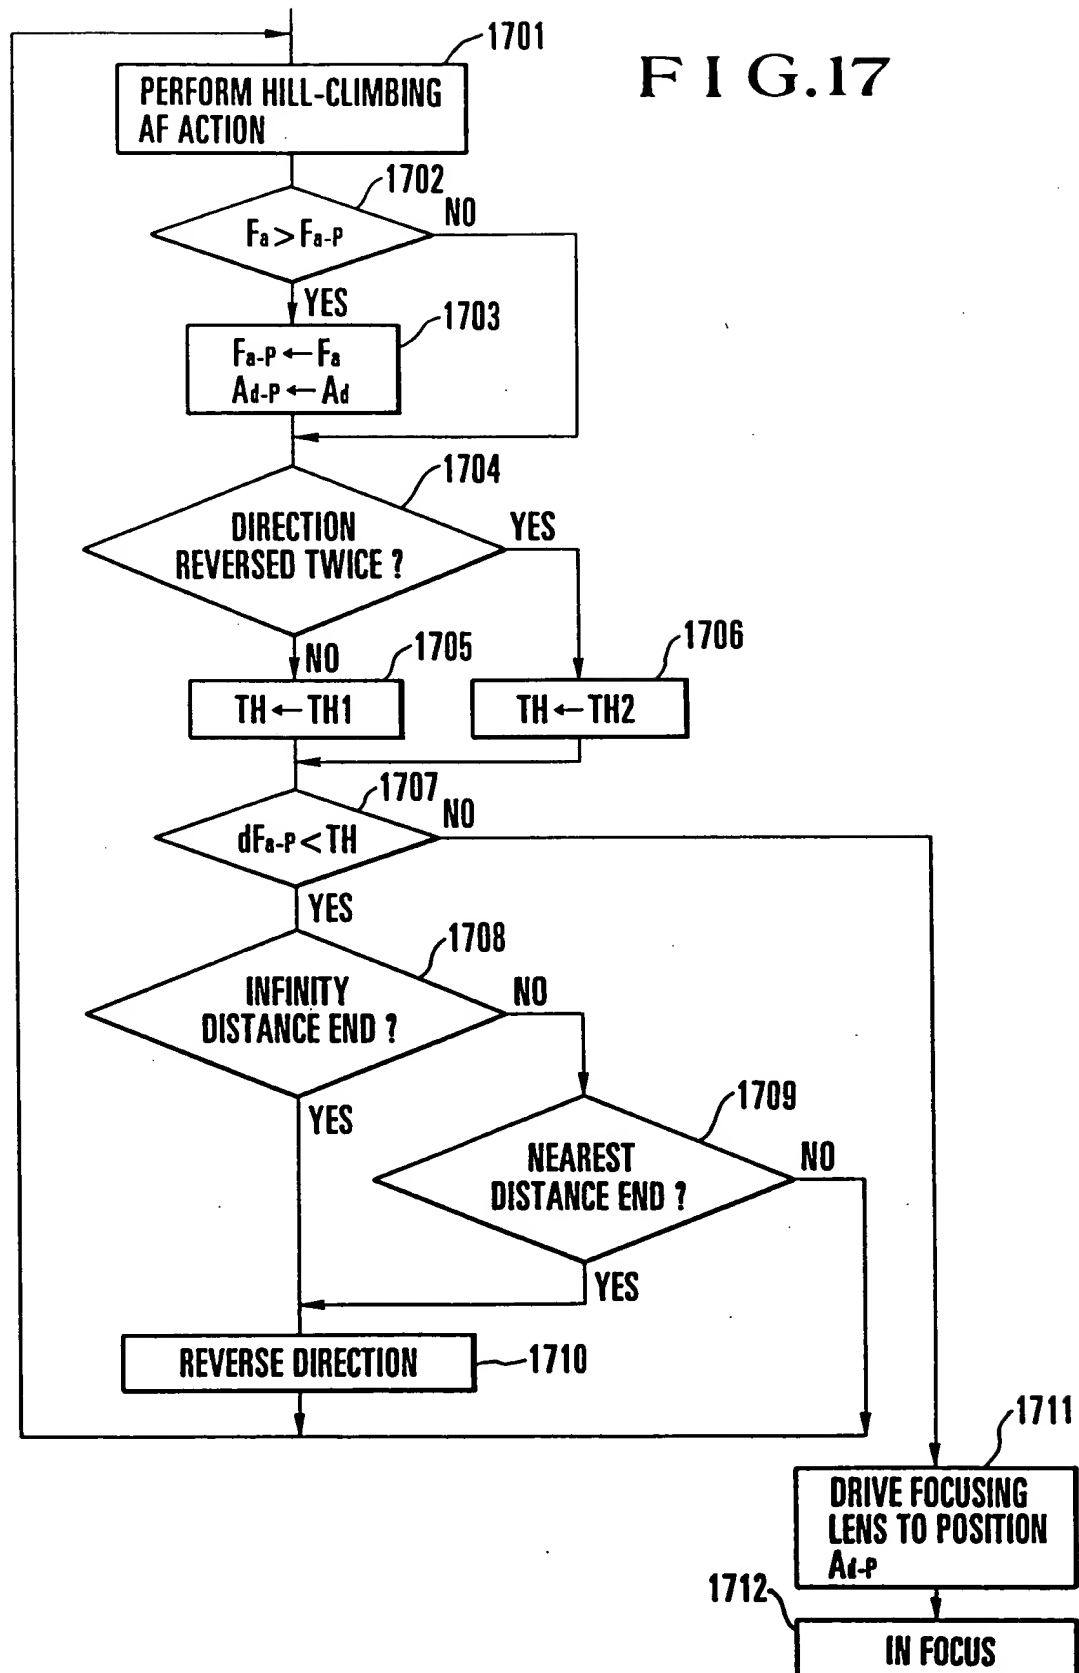 FIG.17
1701
PERFORM HILL-CLIMBING
AF ACTION
1702
Fa > Fa-P
NO
YES
1703
Fa-P ← Fa
Ad-P ← Ad
1704
DIRECTION
REVERSED TWICE ?
YES
NO
1705
TH ← TH1
1706
TH ← TH2
1707
dFa-P < TH
NO
YES
1708
INFINITY
DISTANCE END ?
NO
YES
1709
NEAREST
DISTANCE END ?
NO
YES
REVERSE DIRECTION
1710
1711
DRIVE FOCUSING
LENS TO POSITION
Ad-P
1712
IN FOCUS